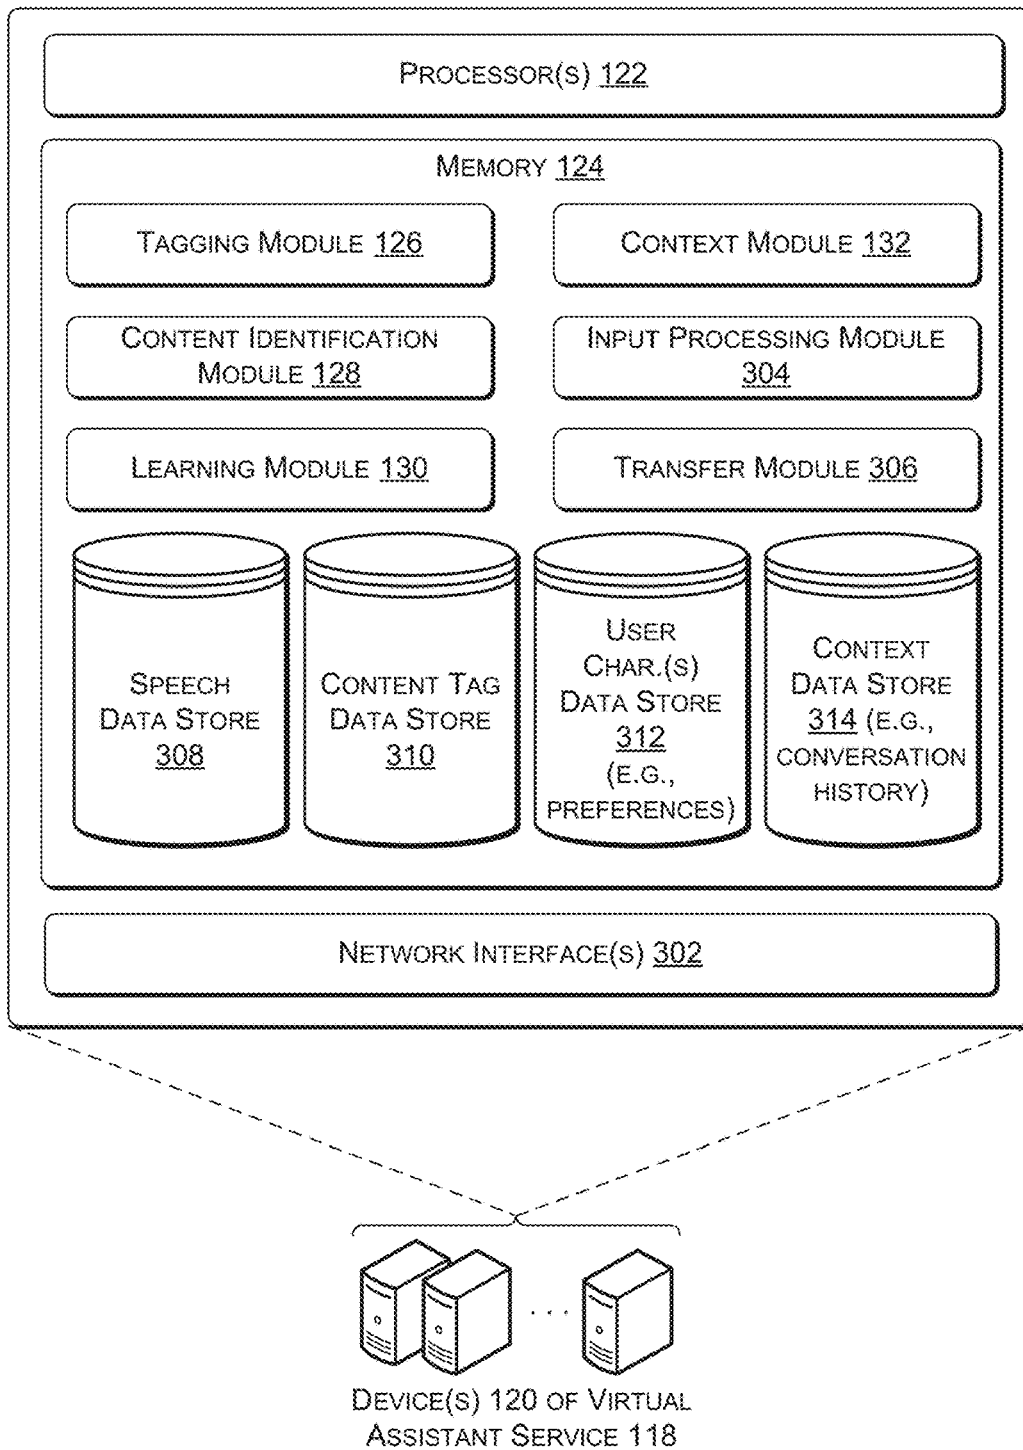 PROCESSOR(S) 122
MEMORY 124
TAGGING MODULE 126
CONTEXT MODULE 132
CONTENT IDENTIFICATION
MODULE 128
INPUT PROCESSING MODULE
304
LEARNING MODULE 130
TRANSFER MODULE 306
SPEECH
DATA STORE
308
CONTENT TAG
DATA STORE
310
USER
CHAR.(S)
DATA STORE
312
(E.G.,
PREFERENCES)
CONTEXT
DATA STORE
314 (E.G.,
CONVERSATION
HISTORY)
NETWORK INTERFACE(S) 302
DEVICE(S) 120 OF VIRTUAL
ASSISTANT SERVICE 118